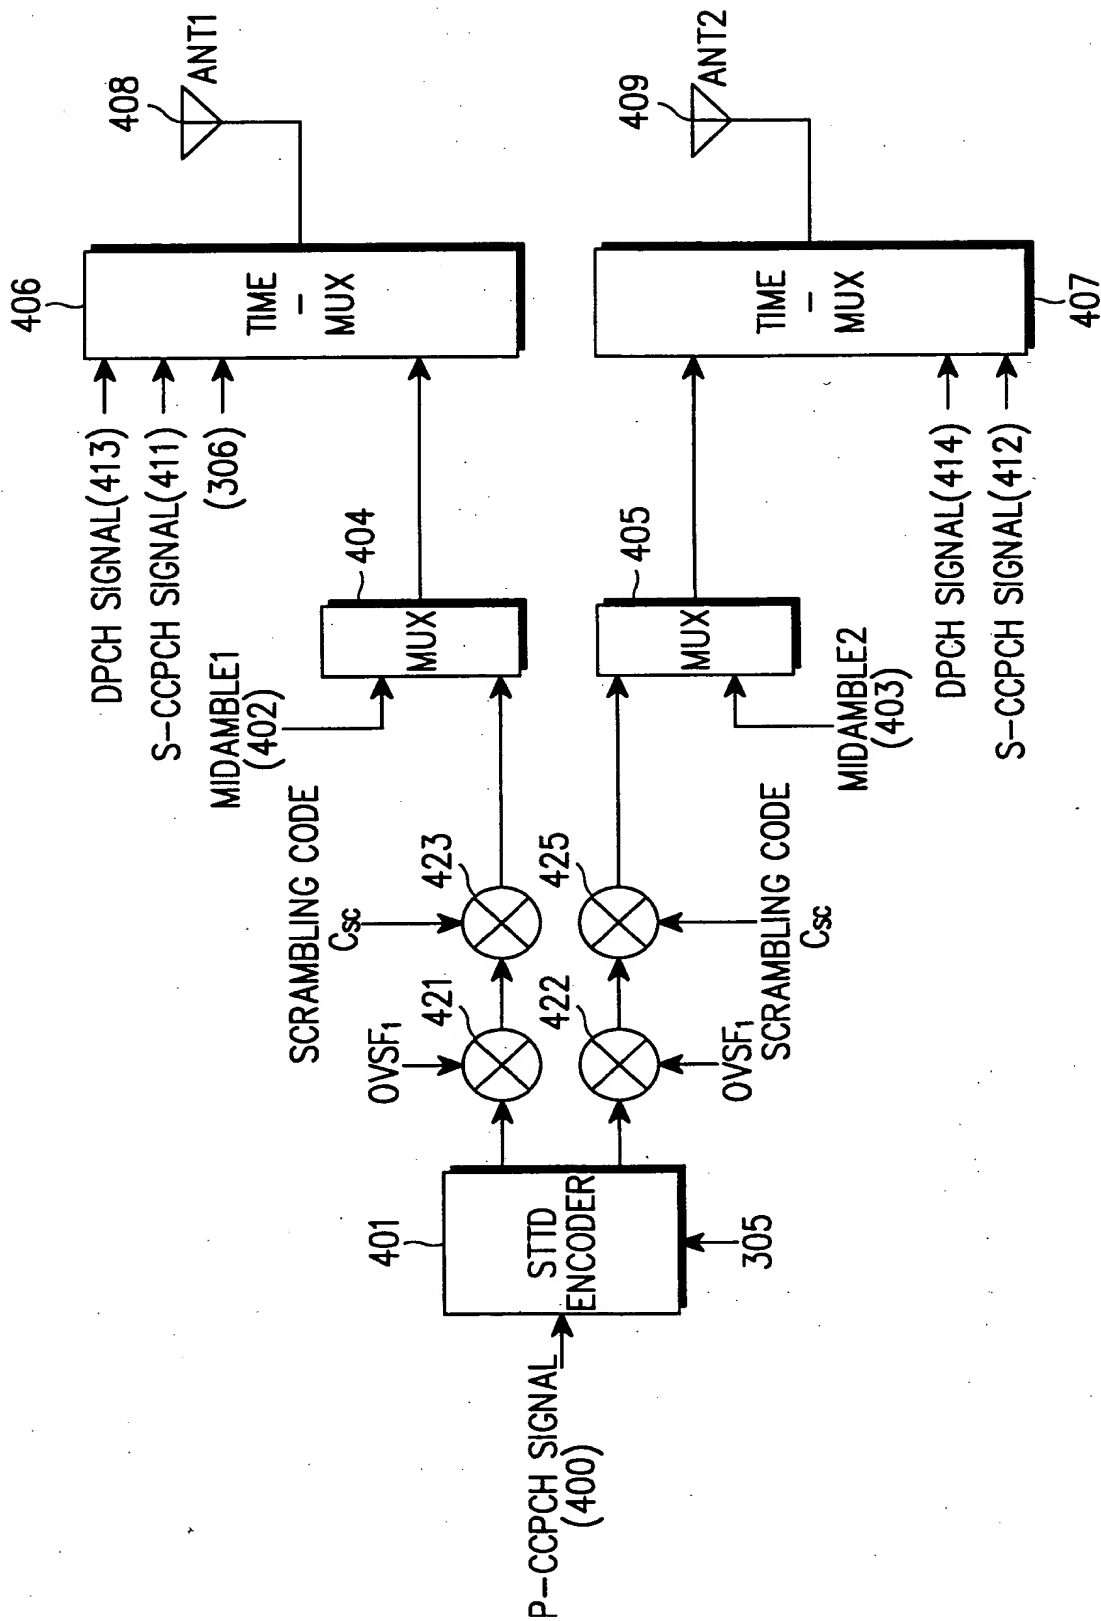 P-CCPCH SIGNAL
(400)
401
STTD
ENCODER
305
OVSF1
421
422
OVSF1
SCRAMBLING CODE
Csc
423
425
SCRAMBLING CODE
Csc
MIDAMBLE1
(402)
404
MUX
405
MUX
MIDAMBLE2
(403)
DPCH SIGNAL(413)
S-CCPCH SIGNAL(411)
(306)
406
TIME
-
MUX
DPCH SIGNAL(414)
S-CCPCH SIGNAL(412)
TIME
-
MUX
407
408
ANT1
409
ANT2